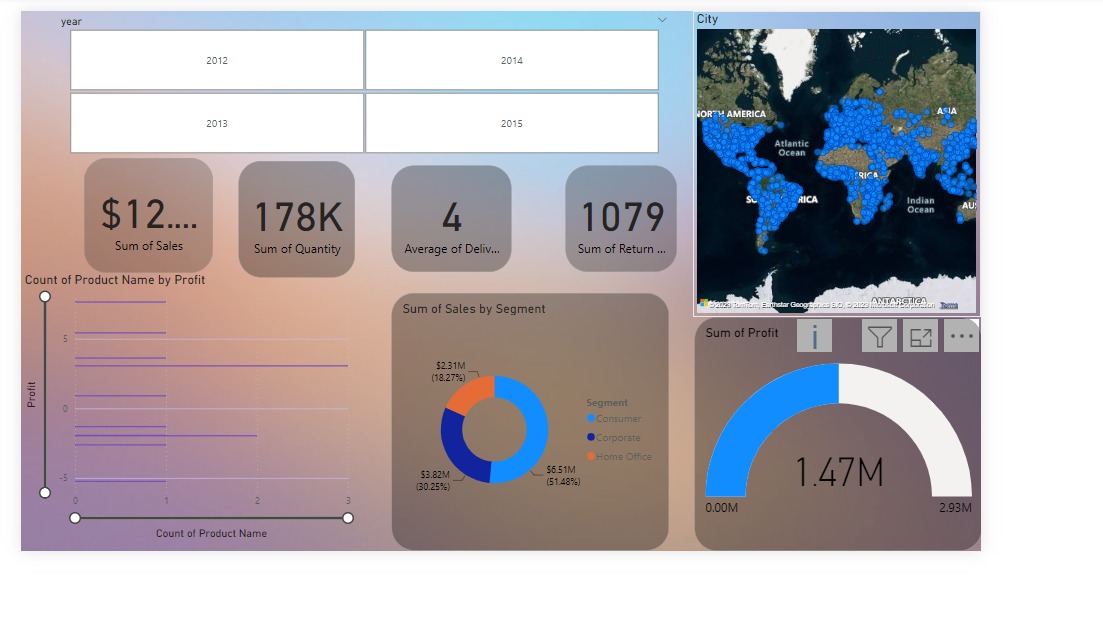 year
2012
2014
2013
2015
$12....
Sum of Sales
178K
Sum of Quantity
4
Average of Deliv...
1079
Sum of Return ...
City
NORTH AMERICA
ASIA
Atlantic
Ocean
RICA
RICA
Indian
Ocean
AUS
ANTARCTICA
© 2023 TomTom, Earthstar Geographics SIO, © 2023 Microsoft Corporation
Terms
Count of Product Name by Profit
Profit
5
0
-5
0
1
2
3
Count of Product Name
Sum of Sales by Segment
$2.31M
(18.27%)
$3.82M
(30.25%)
$6.51M
(51.48%)
Segment
Consumer
Corporate
Home Office
Sum of Profit
i
1.47M
0.00M
2.93M